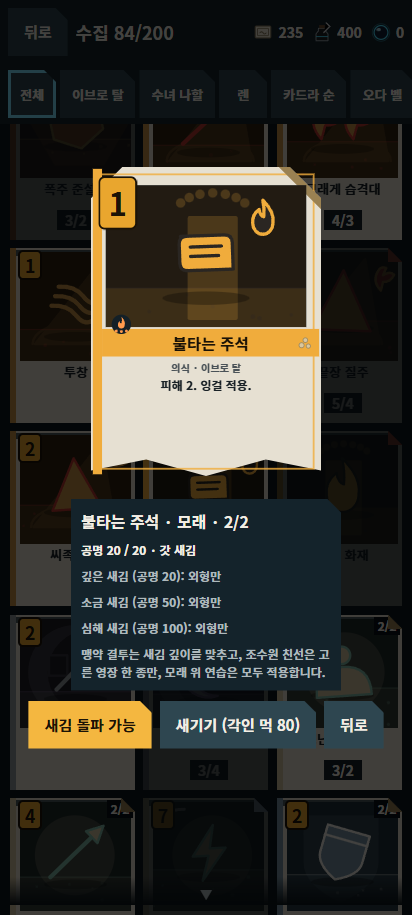 뒤로 수집 84/200 235 400 0
전체 이브로 탈 수녀 나할 렌 카드라 순 오다 벨
폭주 준설
3/2
4/3
1
투창
5/4
2
2
2/
3/4
3/2
4
2/
7
2
2/
1
불타는 주석
의식 · 이브로 탈
피해 2. 잉걸 적용.
불타는 주석 · 모래 · 2/2
공명 20 / 20 · 갓 새김
깊은 새김 (공명 20): 외형만
소금 새김 (공명 50): 외형만
심해 새김 (공명 100): 외형만
맹약 결투는 새김 깊이를 맞추고, 조수원 친선은 고
른 영장 한 종만, 모래 위 연습은 모두 적용합니다.
새김 돌파 가능 새기기 (각인 먹 80) 뒤로